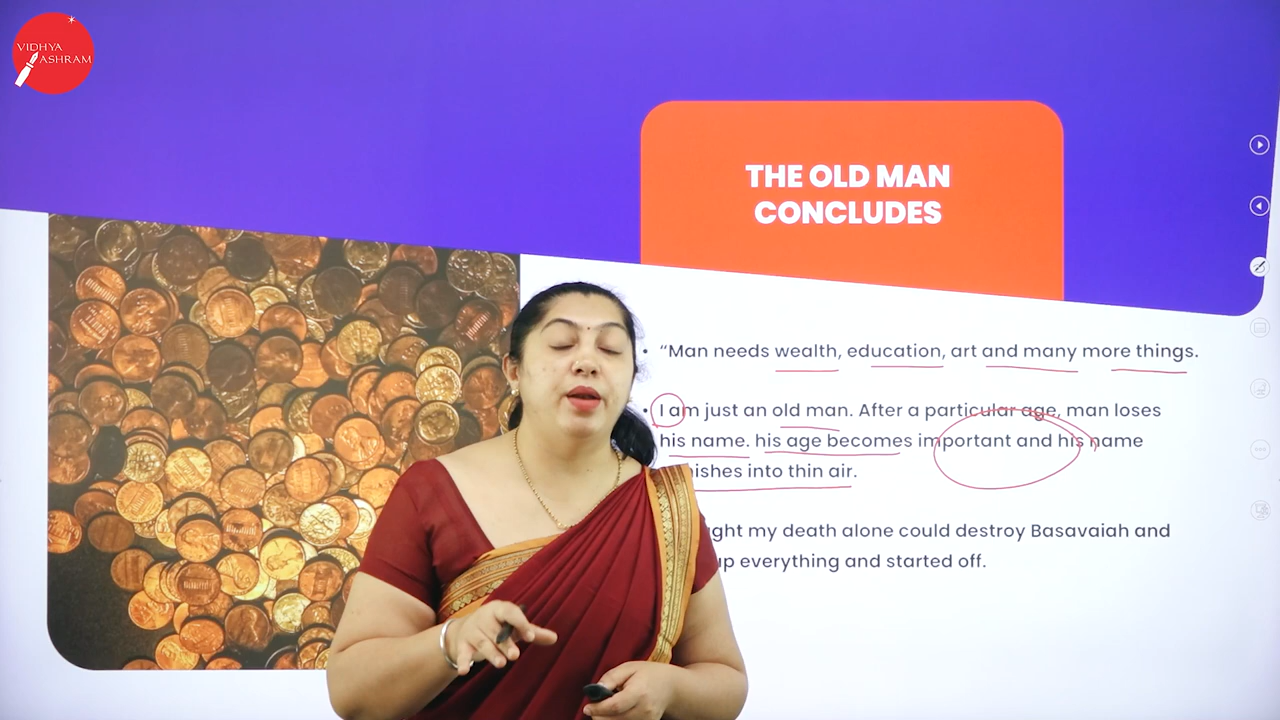 VIDHYA
ASHRAM
THE OLD MAN
CONCLUDES
• “Man needs wealth, education, art and many more things.
• I am just an old man. After a particular age, man loses
his name. his age becomes important and his name
into thin air.
my death alone could destroy Basavaiah and
up everything and started off.